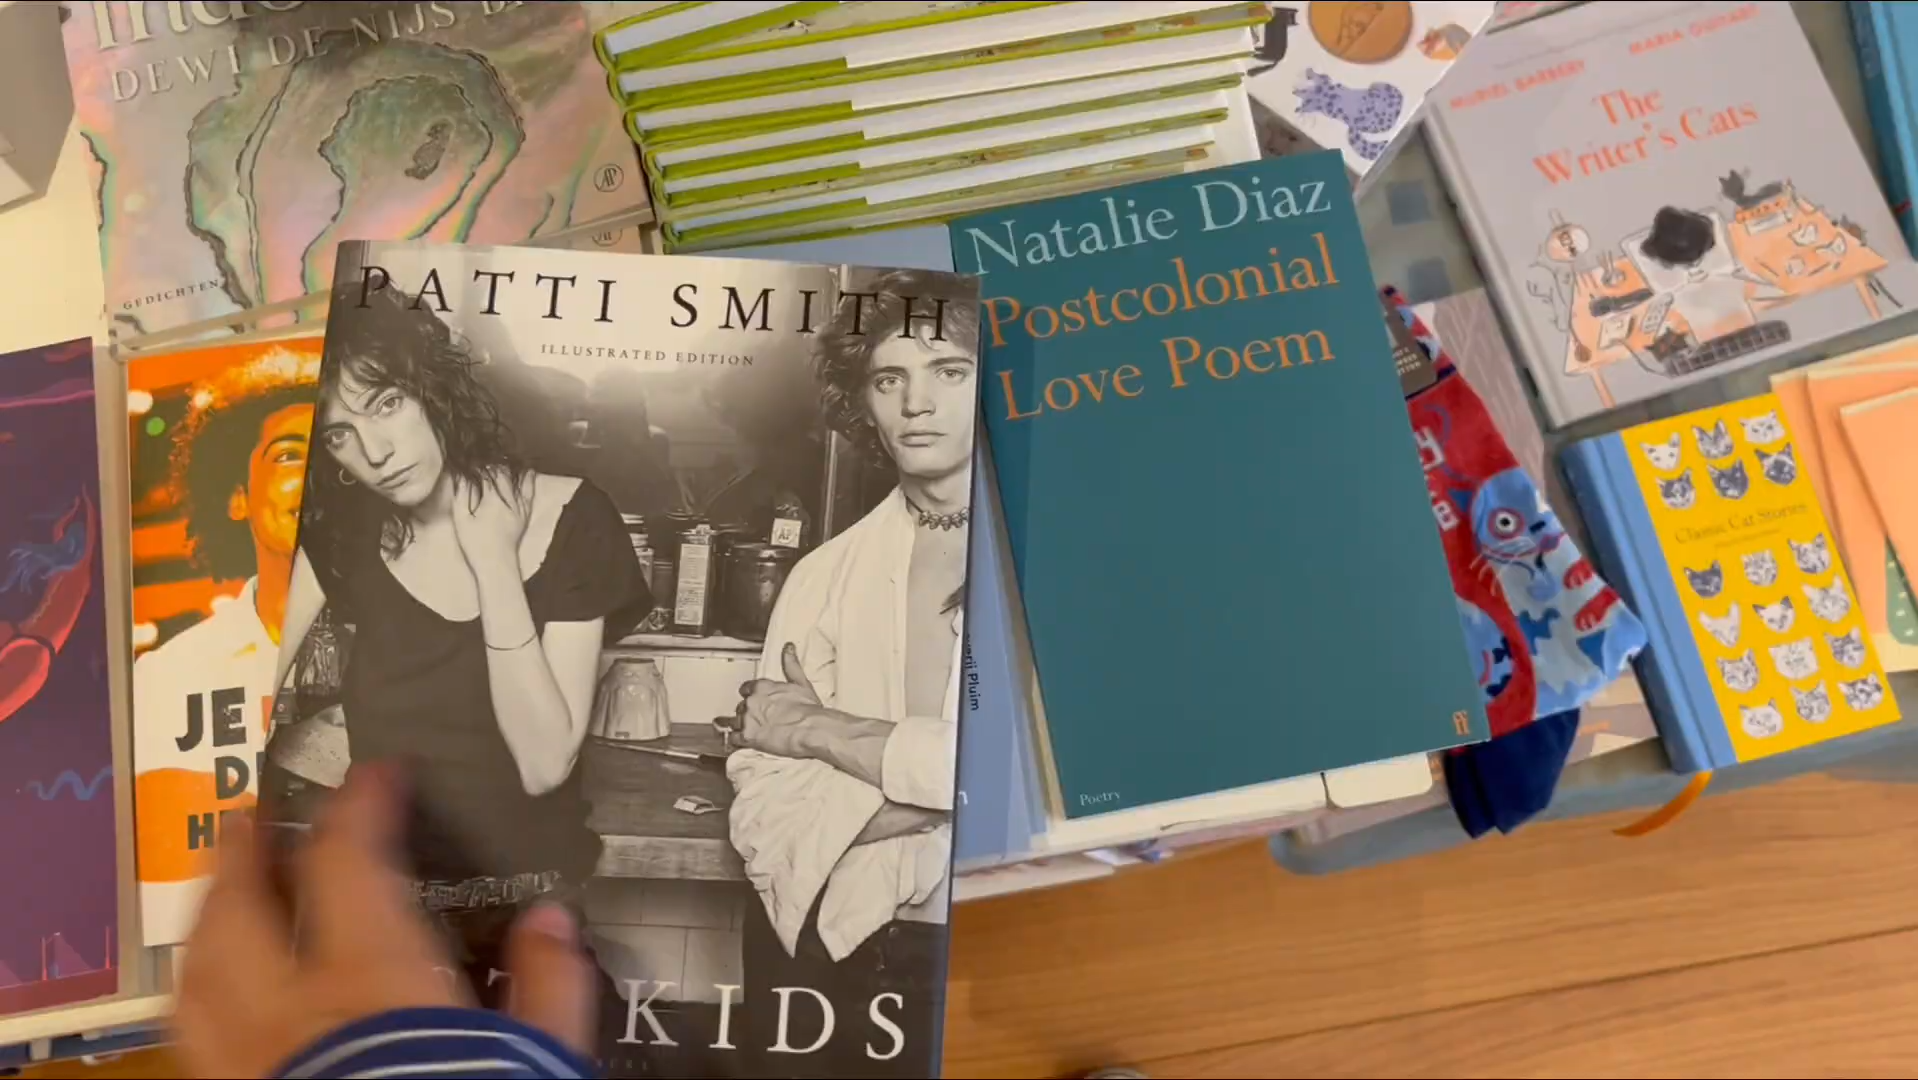 DEWI DE NIJS
GEDICHTEN
PATTI SMITH
ILLUSTRATED EDITION
KIDS
Natalie Diaz
Postcolonial
Love Poem
Poetry
ff
MURIEL BARBERY
MARIA GUITART
The
Writer's Cats
Classic Cat Stories
JE
Pluim
AP